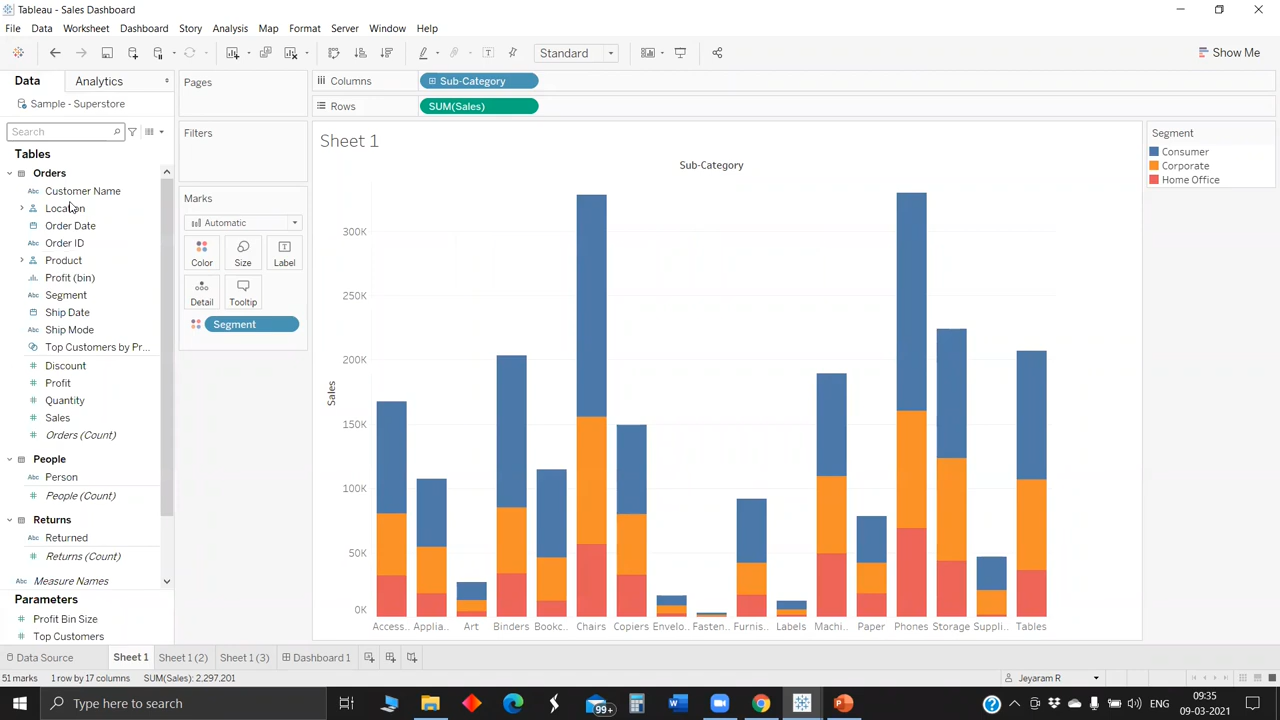 Tableau - Sales Dashboard
File Data Worksheet Dashboard Story Analysis Map Format Server Window Help
Standard
Show Me
Data Analytics
Sample - Superstore
Search
Tables
Orders
Abc Customer Name
Location
Order Date
Abc Order ID
Product
Profit (bin)
Abc Segment
Ship Date
Abc Ship Mode
Top Customers by Pr...
# Discount
# Profit
# Quantity
# Sales
# Orders (Count)
People
Abc Person
# People (Count)
Returns
Abc Returned
# Returns (Count)
Abc Measure Names
Parameters
# Profit Bin Size
# Top Customers
Pages
Filters
Marks
Automatic
Color Size Label
Detail Tooltip
Segment
Columns Sub-Category
Rows SUM(Sales)
Sheet 1
Sub-Category
Sales
300K
250K
200K
150K
100K
50K
0K
Access.. Applia.. Art Binders Bookc.. Chairs Copiers Envelo.. Fasten.. Furnis.. Labels Machi.. Paper Phones Storage Suppli.. Tables
Segment
Consumer
Corporate
Home Office
Data Source Sheet 1 Sheet 1 (2) Sheet 1 (3) Dashboard 1
51 marks 1 row by 17 columns SUM(Sales): 2,297,201
Jeyaram R
Type here to search
99+
ENG
09:35
09-03-2021